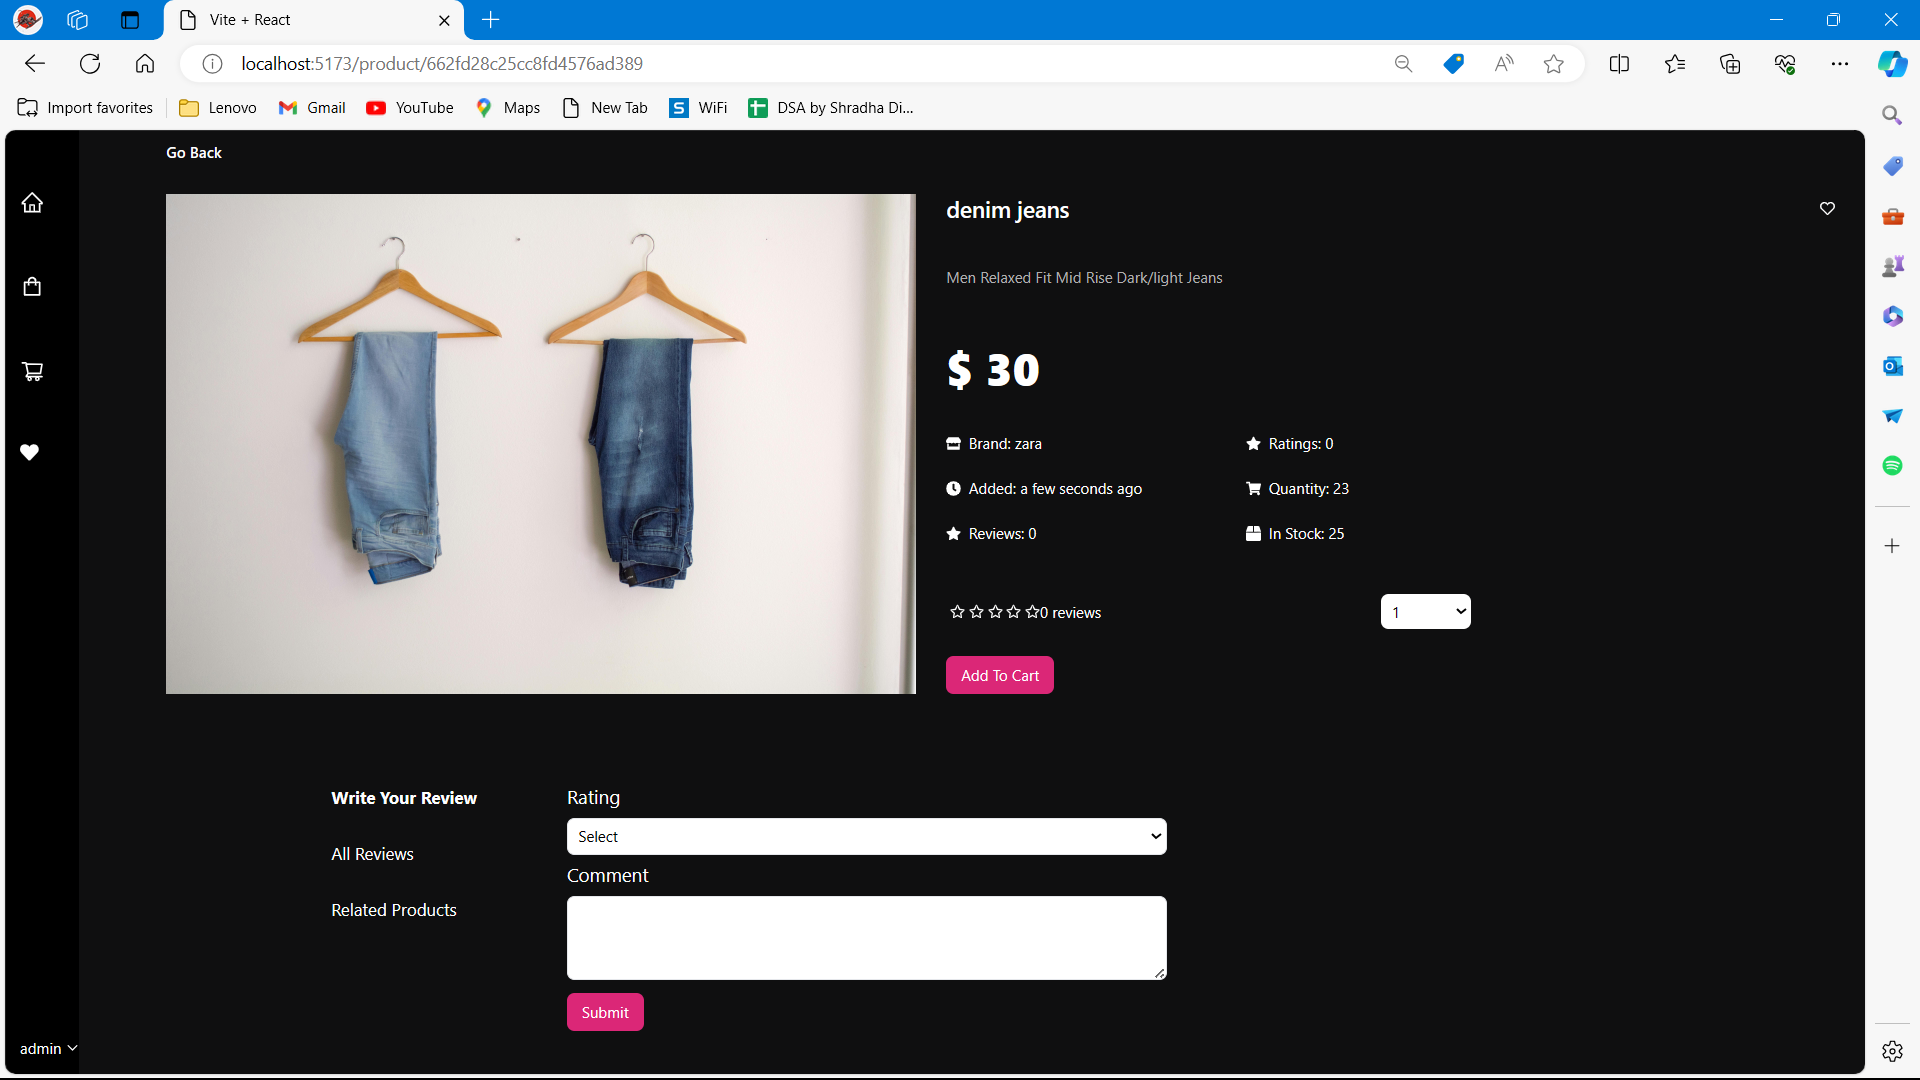 Vite + React
localhost:5173/product/662fd28c25cc8fd4576ad389
Import favorites
Lenovo
Gmail
YouTube
Maps
New Tab
S WiFi
DSA by Shradha Di...
Go Back
denim jeans
Men Relaxed Fit Mid Rise Dark/light Jeans
$ 30
Brand: zara
Ratings: 0
Added: a few seconds ago
Quantity: 23
Reviews: 0
In Stock: 25
0 reviews
1
Add To Cart
Write Your Review
All Reviews
Related Products
Rating
Select
Comment
Submit
admin